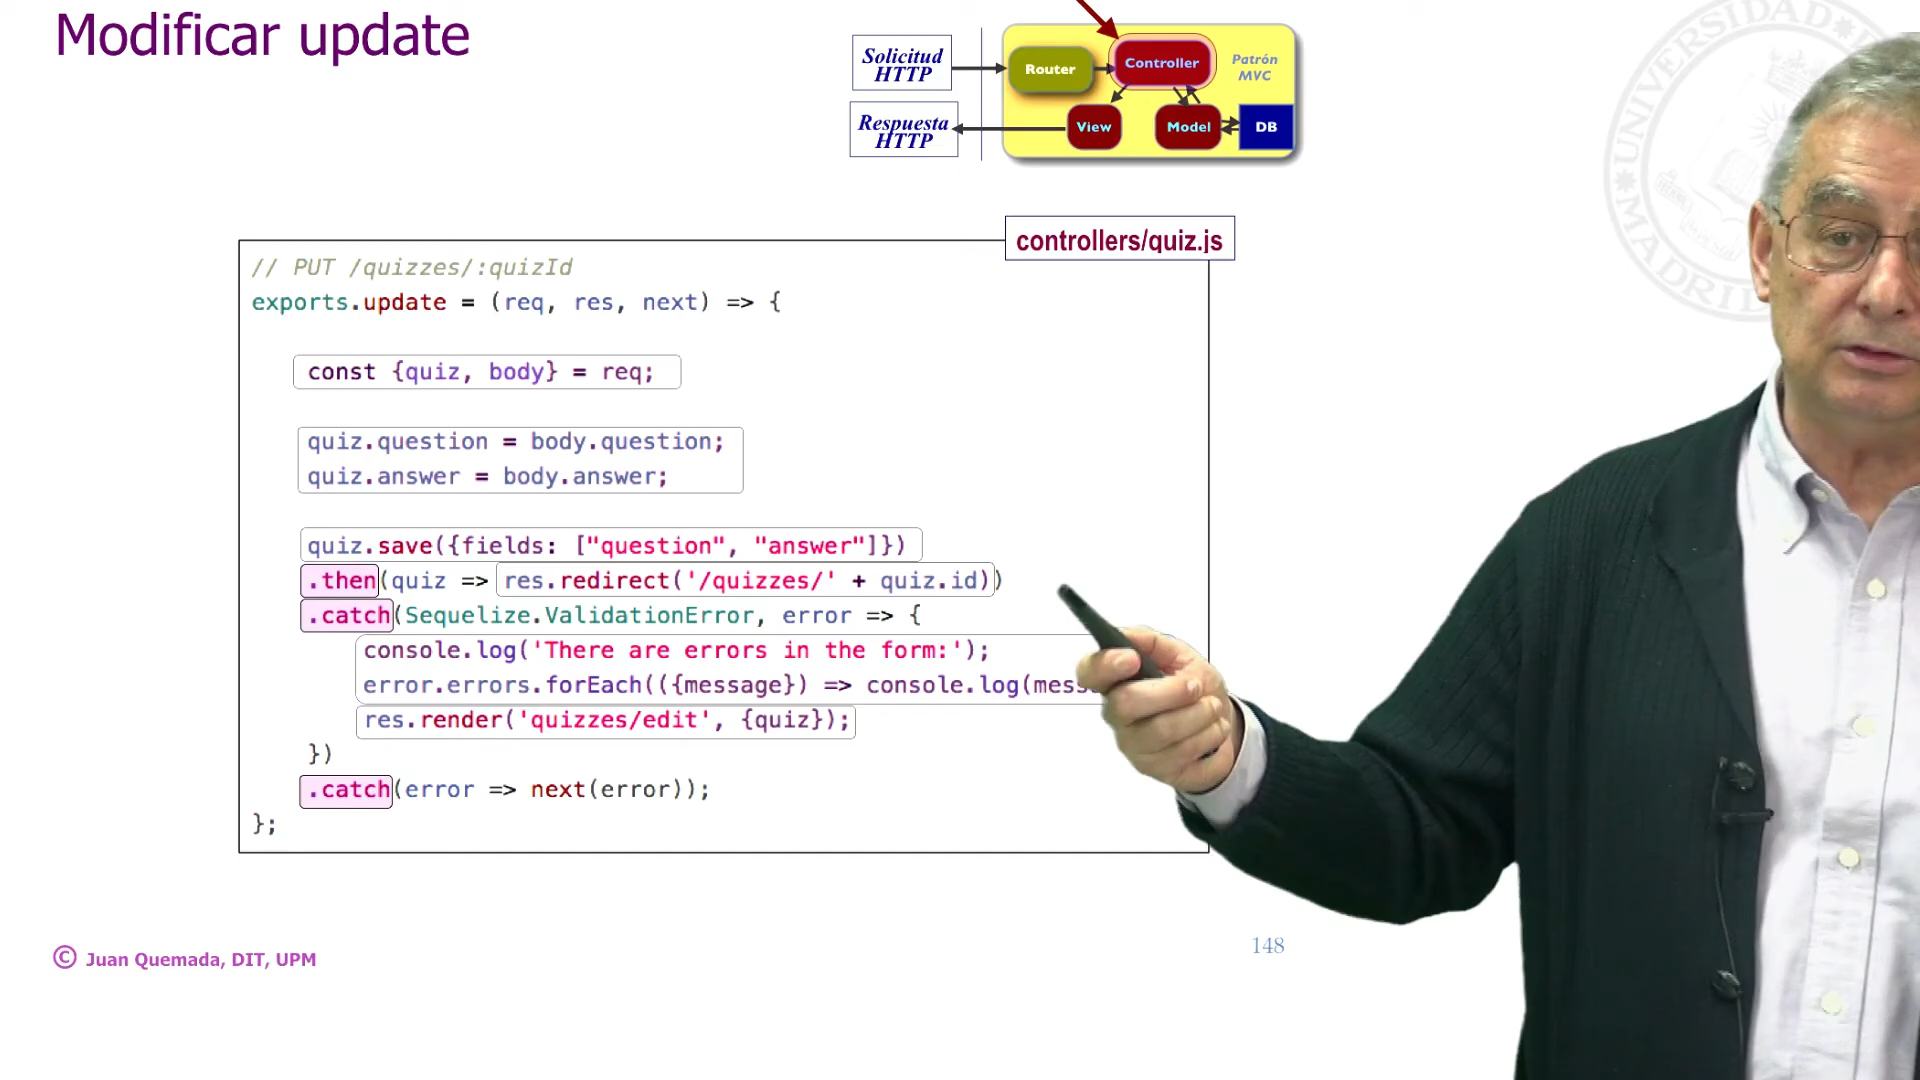 Modificar update
Solicitud
HTTP
Respuesta
HTTP
Router
Controller
Patrón
MVC
View
Model
DB
UNIVERSIDAD
MADRID
controllers/quiz.js
// PUT /quizzes/:quizId
exports.update = (req, res, next) => {
const {quiz, body} = req;
quiz.question = body.question;
quiz.answer = body.answer;
quiz.save({fields: ["question", "answer"]})
.then(quiz => res.redirect('/quizzes/' + quiz.id))
.catch(Sequelize.ValidationError, error => {
console.log('There are errors in the form:');
error.errors.forEach(({message}) => console.log(mess
res.render('quizzes/edit', {quiz});
})
.catch(error => next(error));
};
© Juan Quemada, DIT, UPM
148